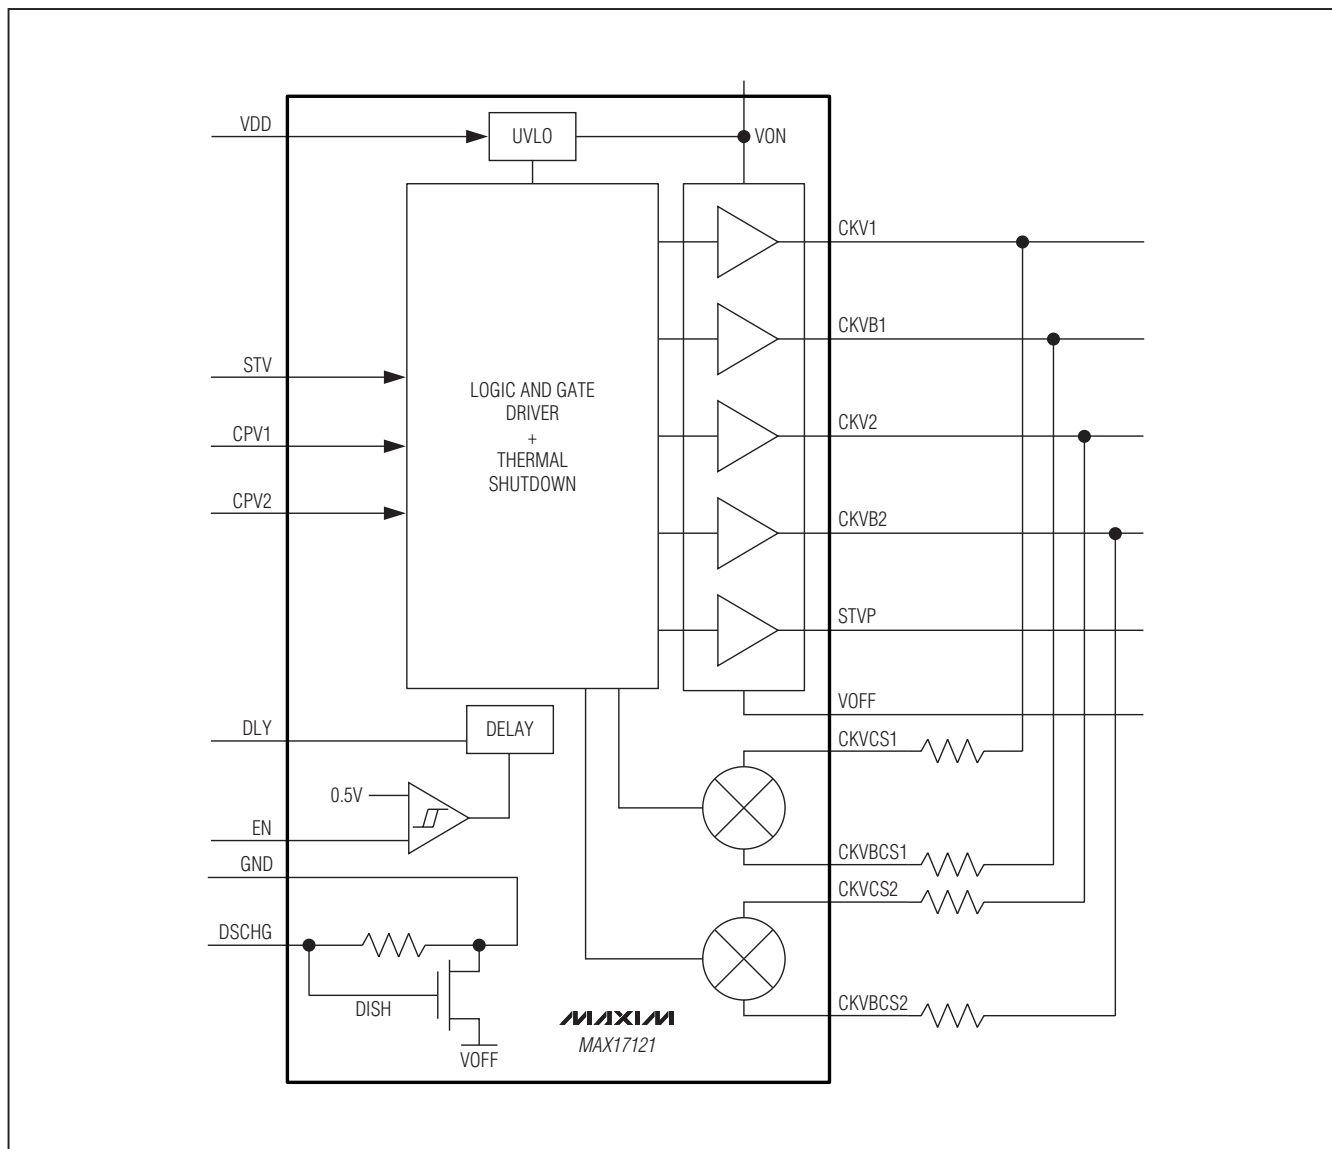 VDD
UVLO
VON
CKV1
CKVB1
STV
LOGIC AND GATE
DRIVER
+
THERMAL
SHUTDOWN
CPV1
CKV2
CPV2
CKVB2
STVP
VOFF
DLY
DELAY
CKVCS1
0.5V
EN
CKVBCS1
GND
CKVCS2
DSCHG
DISH
CKVBCS2
MAXIM
MAX17121
VOFF